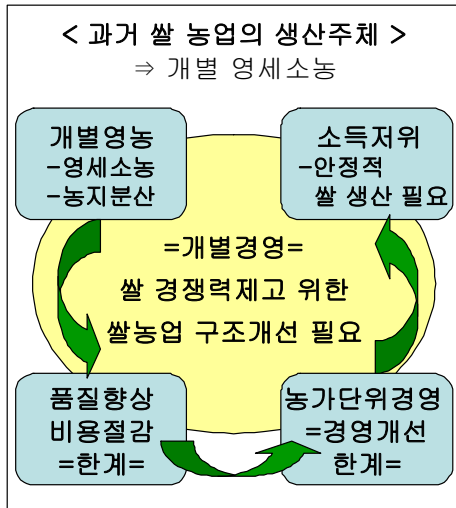 < 과거 쌀 농업의 생산주체 >
⇒ 개별 영세소농
개별영농
-영세소농
-농지분산
소득저위
-안정적
쌀 생산 필요
=개별경영=
쌀 경쟁력제고 위한
쌀농업 구조개선 필요
품질향상
비용절감
=한계=
농가단위경영
=경영개선
한계=